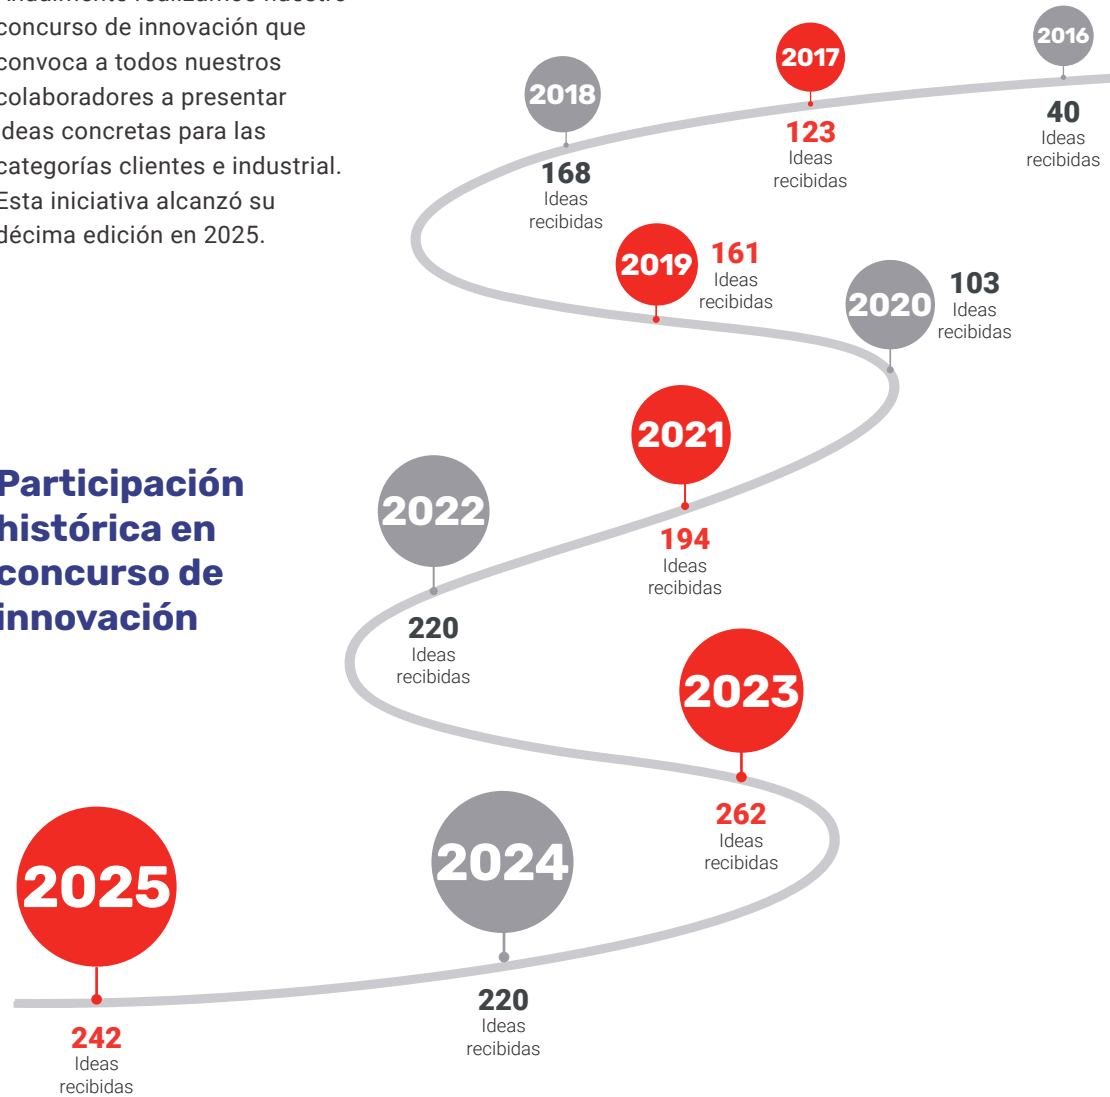 concurso de innovación que
convoca a todos nuestros
colaboradores a presentar
ideas concretas para las
categorías clientes e industrial.
Esta iniciativa alcanzó su
décima edición en 2025.
2016
40
Ideas
recibidas
2017
123
Ideas
recibidas
2018
168
Ideas
recibidas
2019
161
Ideas
recibidas
2020
103
Ideas
recibidas
2021
194
Ideas
recibidas
Participación
histórica en
concurso de
innovación
2022
220
Ideas
recibidas
2023
262
Ideas
recibidas
2024
220
Ideas
recibidas
2025
242
Ideas
recibidas